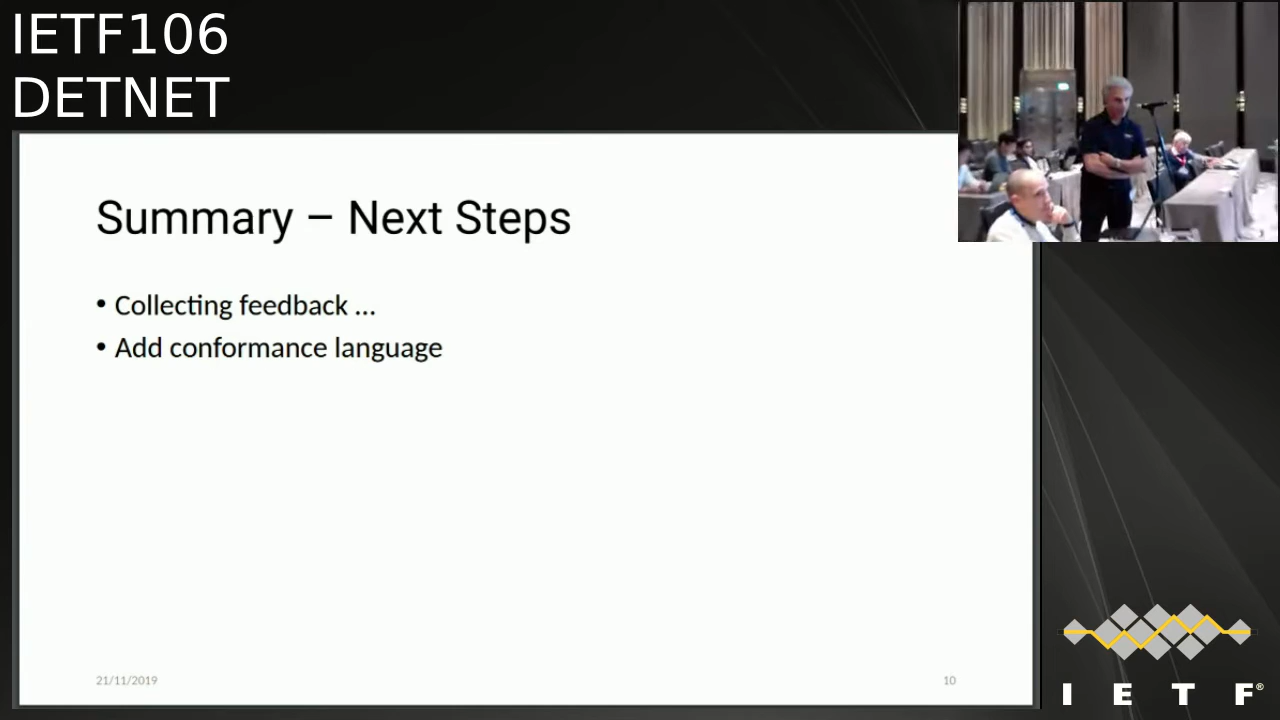 IETF106
DETNET
Summary – Next Steps
• Collecting feedback ...
• Add conformance language
21/11/2019
10
I E T F®